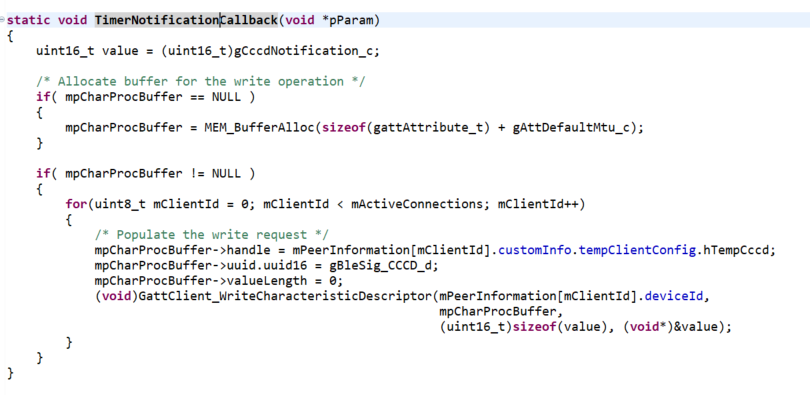 static void TimerNotificationCallback(void *pParam)
{
    uint16_t value = (uint16_t)gCccdNotification_c;
    /* Allocate buffer for the write operation */
    if( mpCharProcBuffer == NULL )
    {
        mpCharProcBuffer = MEM_BufferAlloc(sizeof(gattAttribute_t) + gAttDefaultMtu_c);
    }
    if( mpCharProcBuffer != NULL )
    {
        for(uint8_t mClientId = 0; mClientId < mActiveConnections; mClientId++)
        {
            /* Populate the write request */
            mpCharProcBuffer->handle = mPeerInformation[mClientId].customInfo.tempClientConfig.hTempCccd;
            mpCharProcBuffer->uuid.uuid16 = gBleSig_CCCD_d;
            mpCharProcBuffer->valueLength = 0;
            (void)GattClient_WriteCharacteristicDescriptor(mPeerInformation[mClientId].deviceId,
                                                           mpCharProcBuffer,
                                                           (uint16_t)sizeof(value), (void*)&value);
        }
    }
}